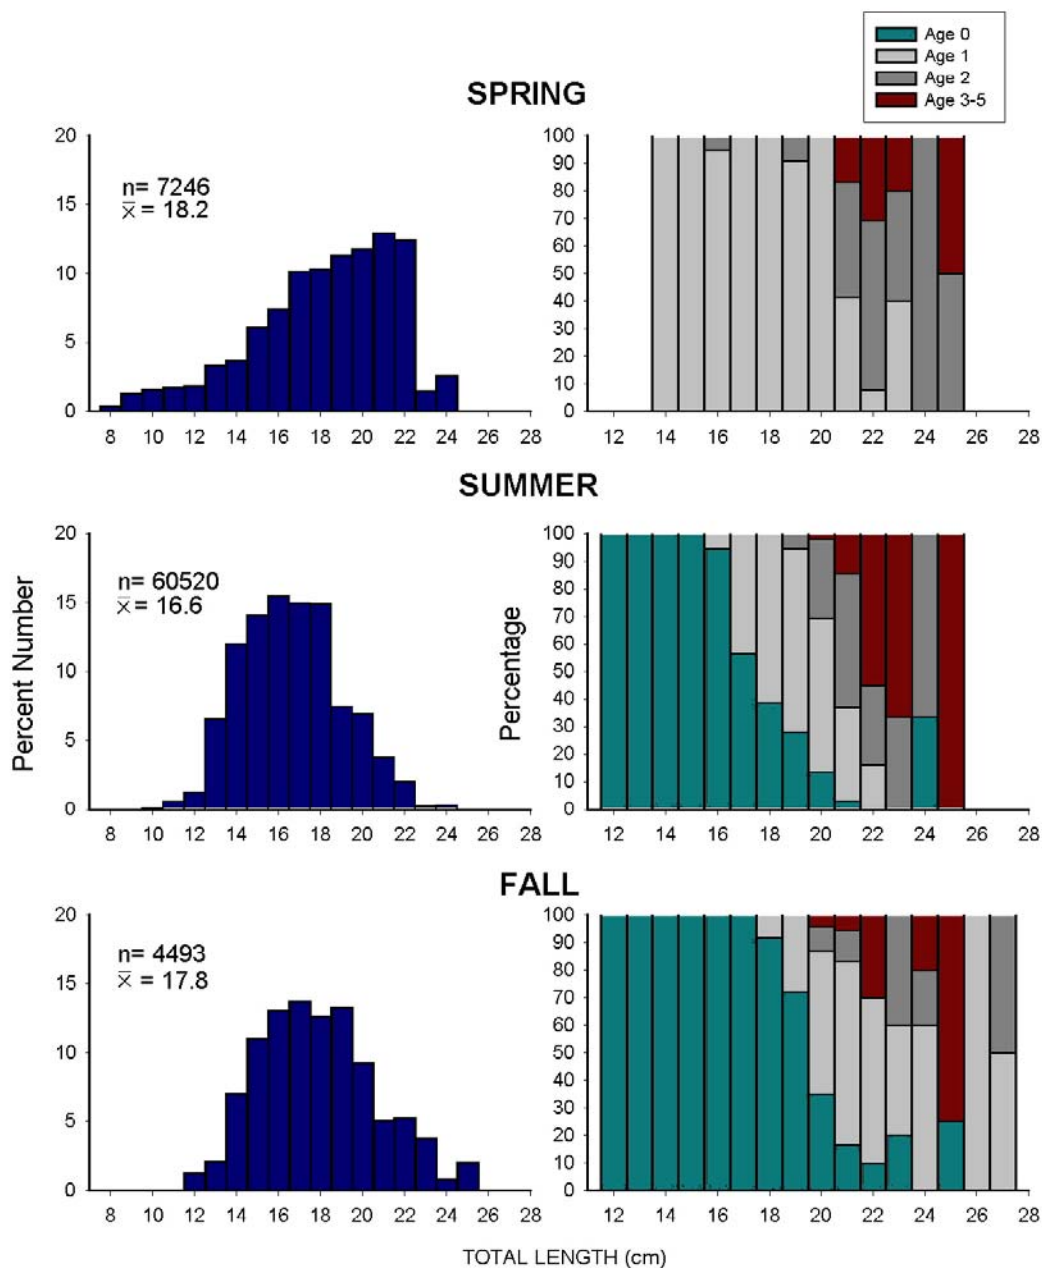 Age 0
Age 1
Age 2
Age 3-5
SPRING
20
15
10
5
0
n= 7246
x̄ = 18.2
8 10 12 14 16 18 20 22 24 26 28
100
90
80
70
60
50
40
30
20
10
0
12 14 16 18 20 22 24 26 28
SUMMER
Percent Number
20
15
10
5
0
n= 60520
x̄ = 16.6
8 10 12 14 16 18 20 22 24 26 28
Percentage
100
90
80
70
60
50
40
30
20
10
0
12 14 16 18 20 22 24 26 28
FALL
20
15
10
5
0
n= 4493
x̄ = 17.8
8 10 12 14 16 18 20 22 24 26 28
100
90
80
70
60
50
40
30
20
10
0
12 14 16 18 20 22 24 26 28
TOTAL LENGTH (cm)